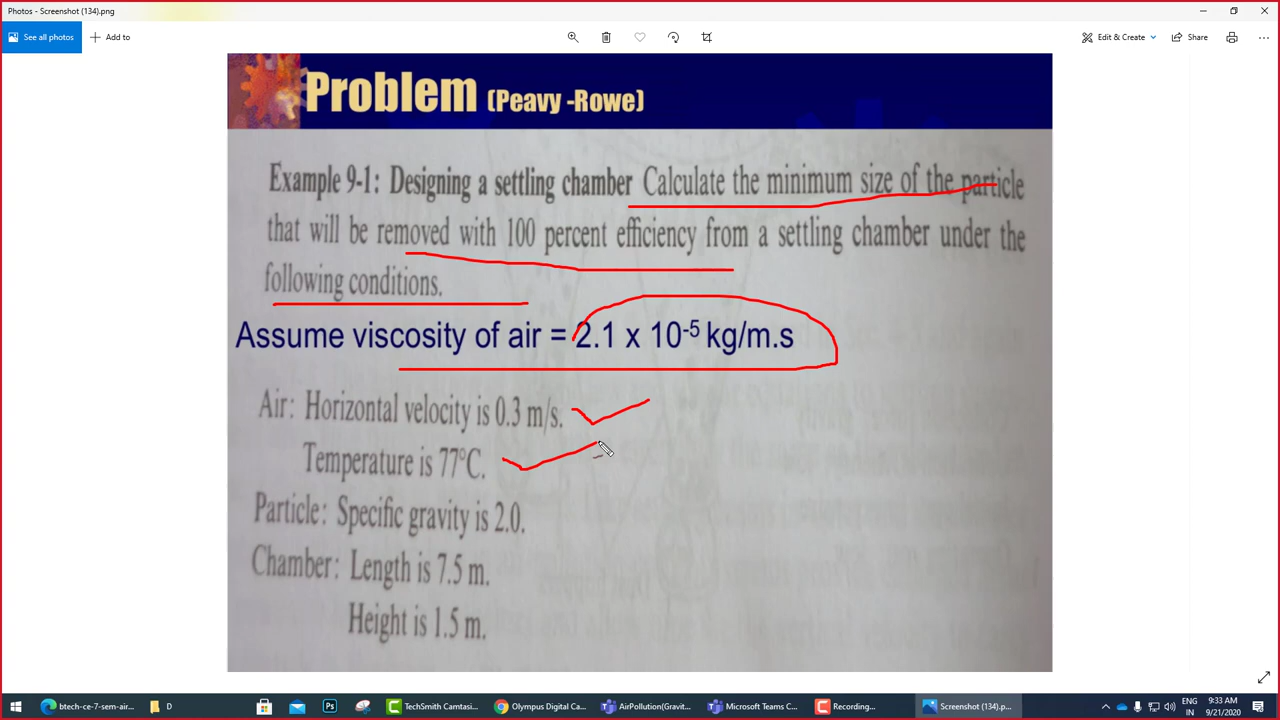 Photos - Screenshot (134).png
See all photos
Add to
Edit & Create
Share
Problem (Peavy -Rowe)
Example 9-1: Designing a settling chamber Calculate the minimum size of the particle
that will be removed with 100 percent efficiency from a settling chamber under the
following conditions.
Assume viscosity of air = 2.1 x 10-5 kg/m.s
Air: Horizontal velocity is 0.3 m/s.
Temperature is 77°C.
Particle: Specific gravity is 2.0.
Chamber: Length is 7.5 m.
Height is 1.5 m.
btech-ce-7-sem-air...
D
TechSmith Camtasi...
Olympus Digital Ca...
AirPollution(Gravit...
Microsoft Teams C...
Recording...
Screenshot (134).p...
ENG
IN
9:33 AM
9/21/2020